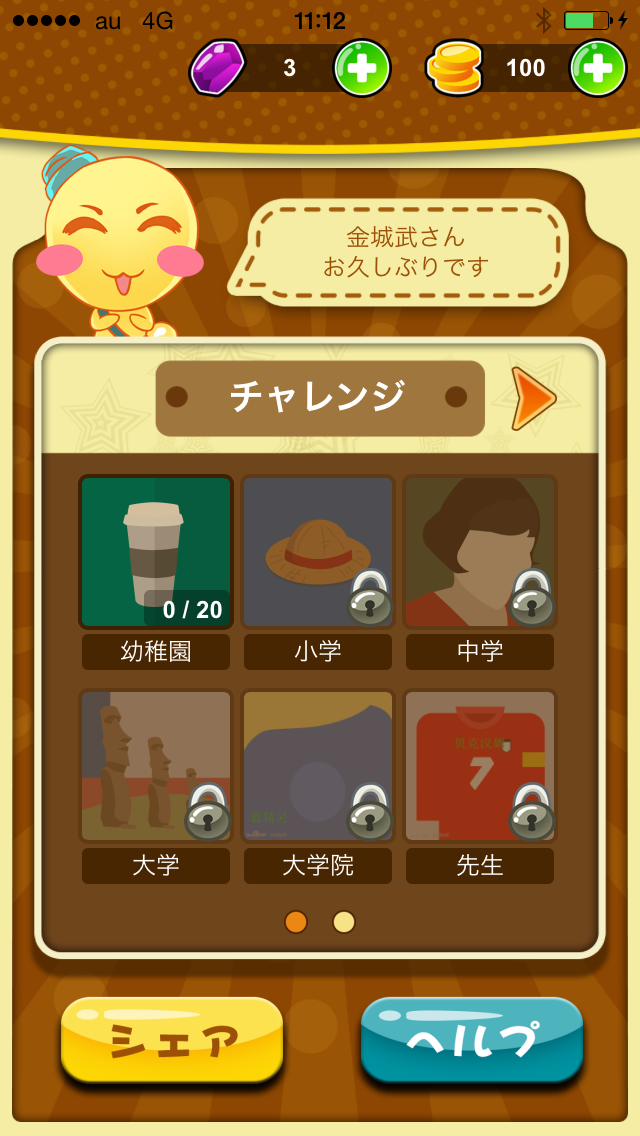 au 4G 11:12
3 100
金城武さん
お久しぶりです
チャレンジ
0 / 20
幼稚園 小学 中学
7
大学 大学院 先生
シェア ヘルプ